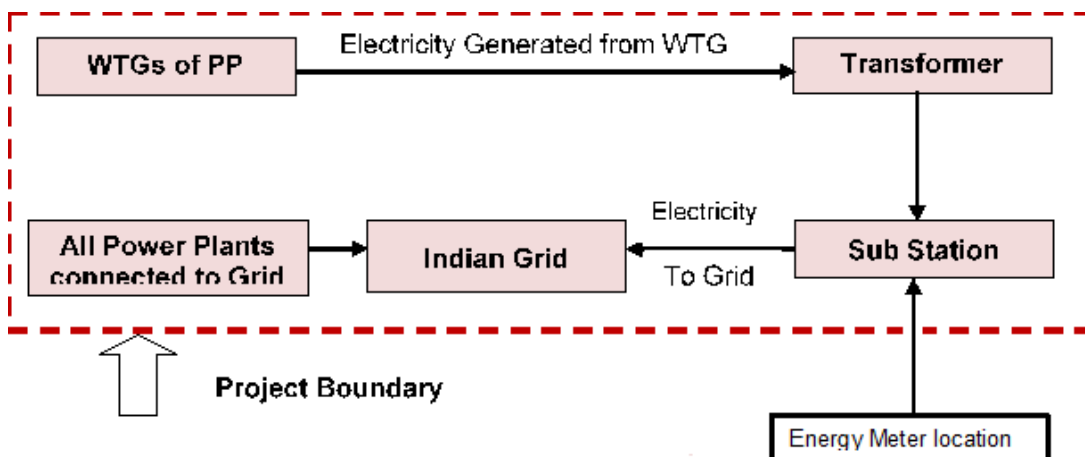 Electricity Generated from WTG
WTGs of PP
Transformer
Electricity
All Power Plants
connected to Grid
Indian Grid
Sub Station
To Grid
Project Boundary
Energy Meter location